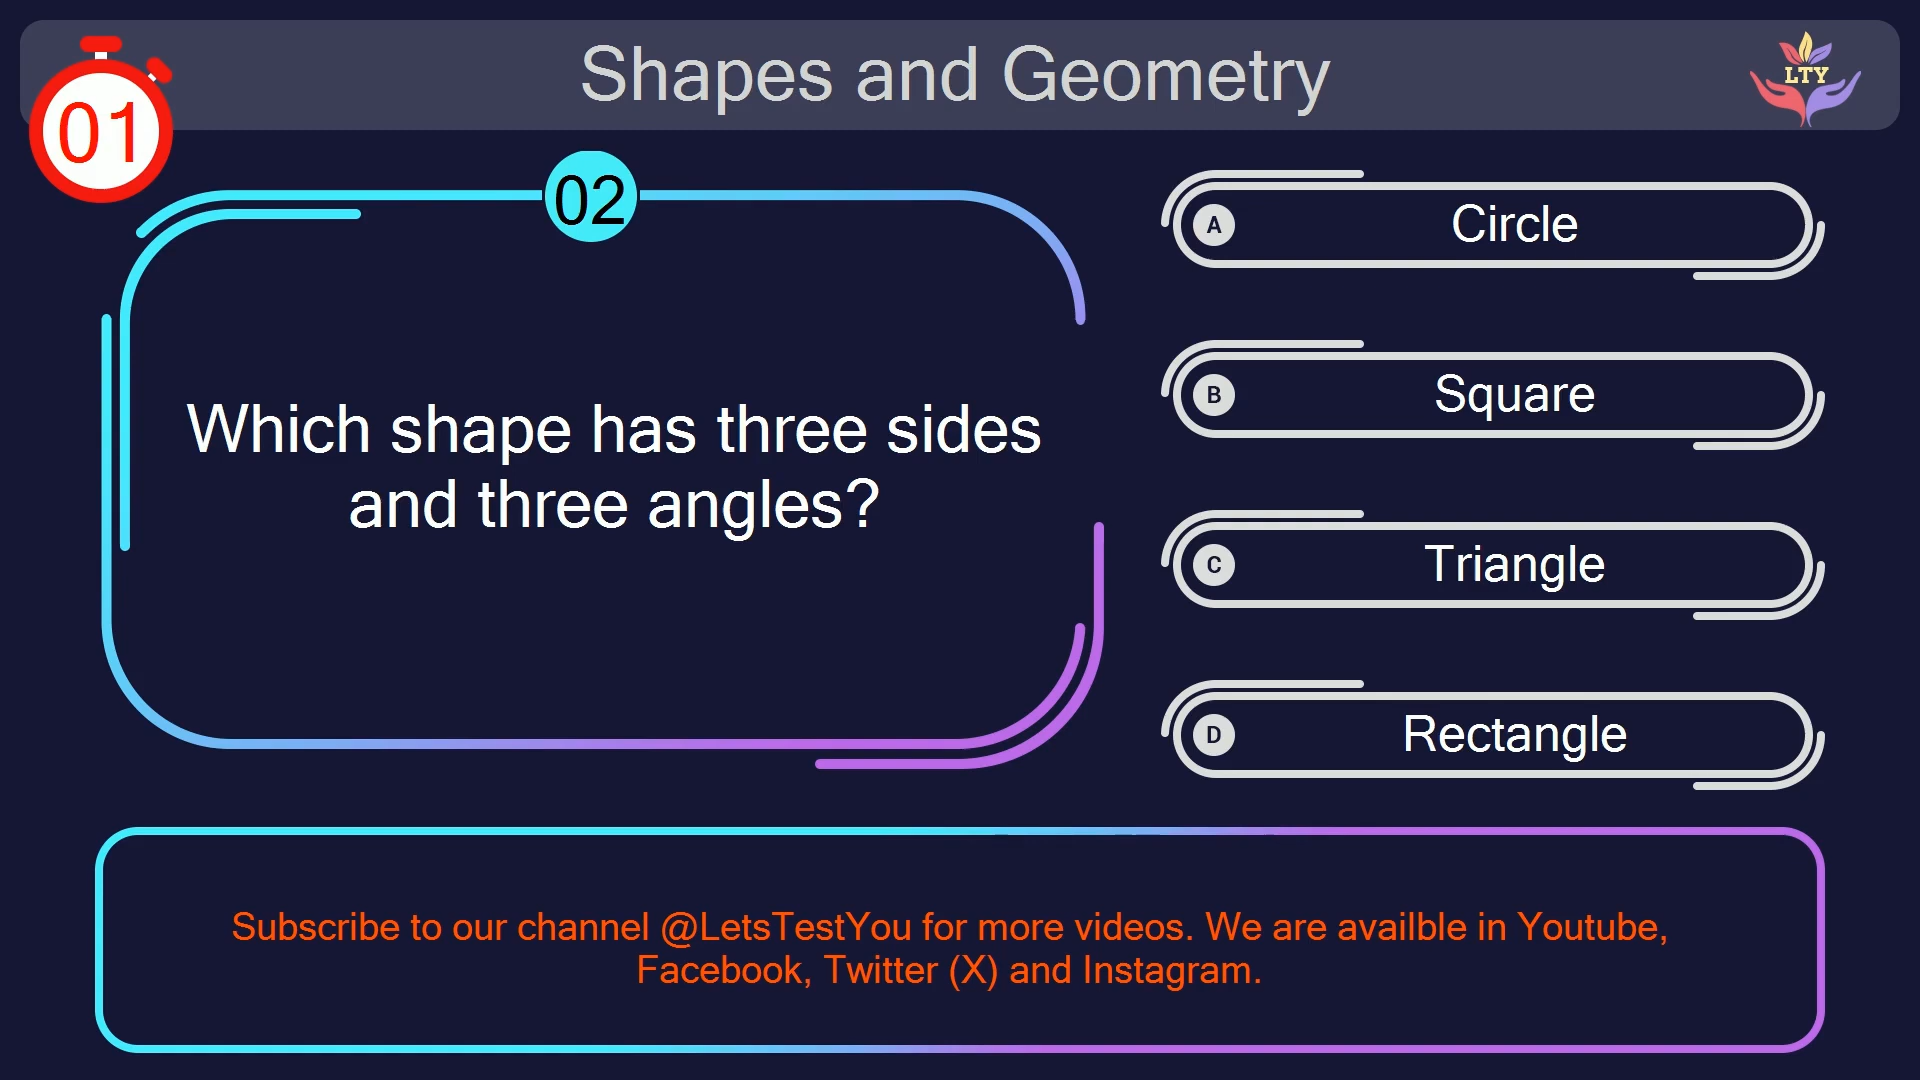 Shapes and Geometry
LTY
01
02
Which shape has three sides
and three angles?
A Circle
B Square
C Triangle
D Rectangle
Subscribe to our channel @LetsTestYou for more videos. We are availble in Youtube,
Facebook, Twitter (X) and Instagram.